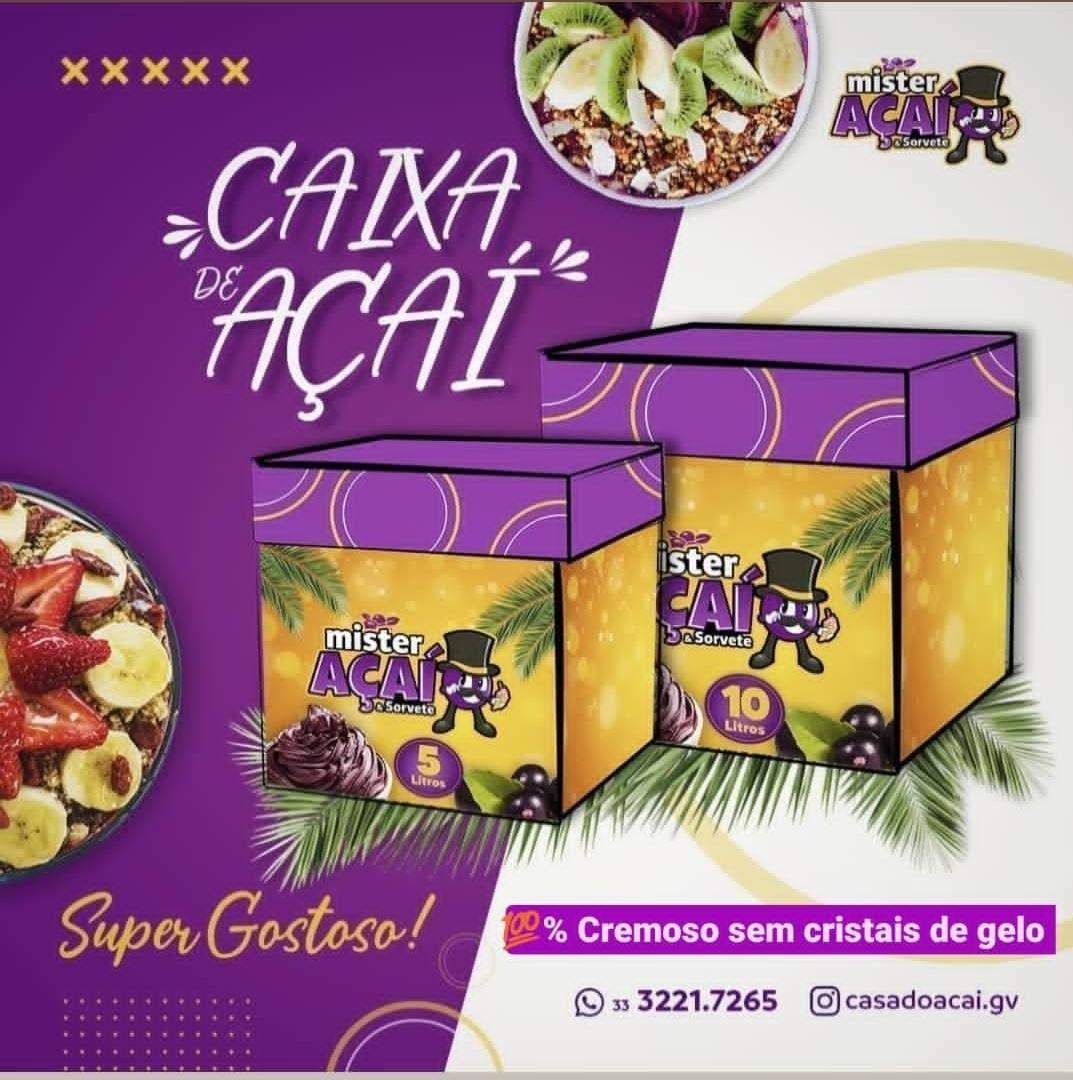 mister
AÇAÍ
& Sorvete
CAIXA
DE
AÇAÍ
ister
ÇAÍ
& Sorvete
10
Litros
mister
AÇAÍ
& Sorvete
5
Litros
Super Gostoso!
💯% Cremoso sem cristais de gelo
33 3221.7265 casadoacai.gv